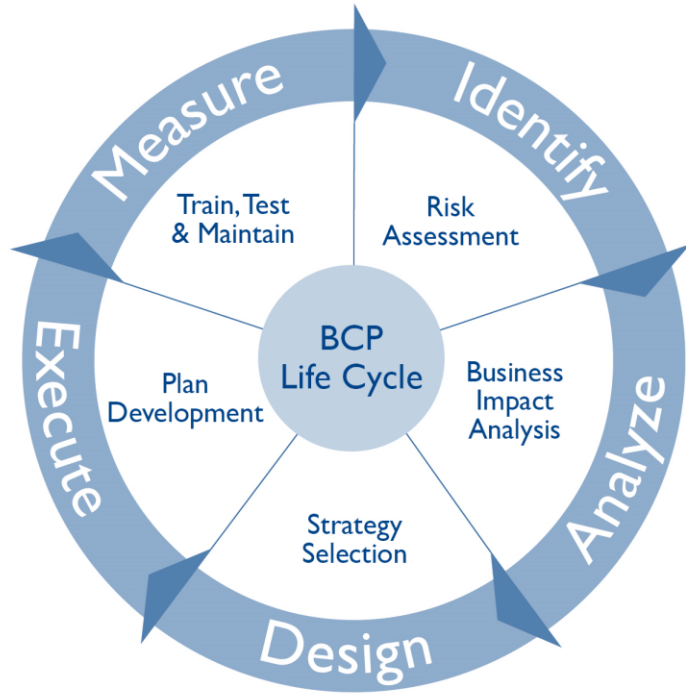 Measure
Identify
Train, Test
& Maintain
Risk
Assessment
BCP
Life Cycle
Execute
Plan
Development
Business
Impact
Analysis
Analyze
Strategy
Selection
Design